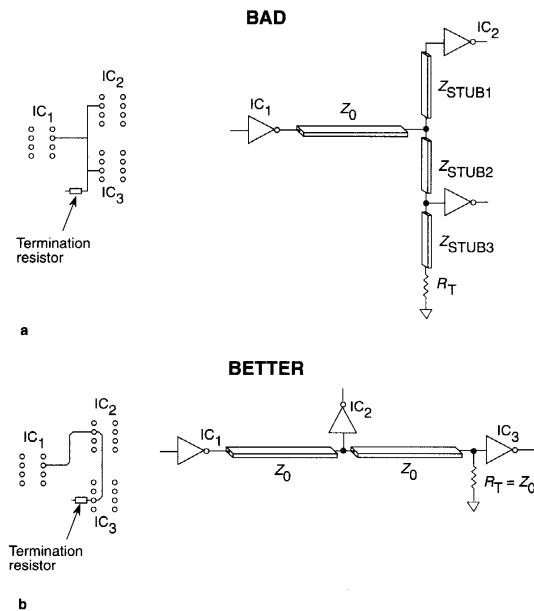 BAD
IC2
IC1
IC3
Termination
resistor
IC1
Z0
IC2
ZSTUB1
ZSTUB2
ZSTUB3
RT
a
BETTER
IC2
IC1
IC3
Termination
resistor
IC1
Z0
IC2
Z0
IC3
RT = Z0
b